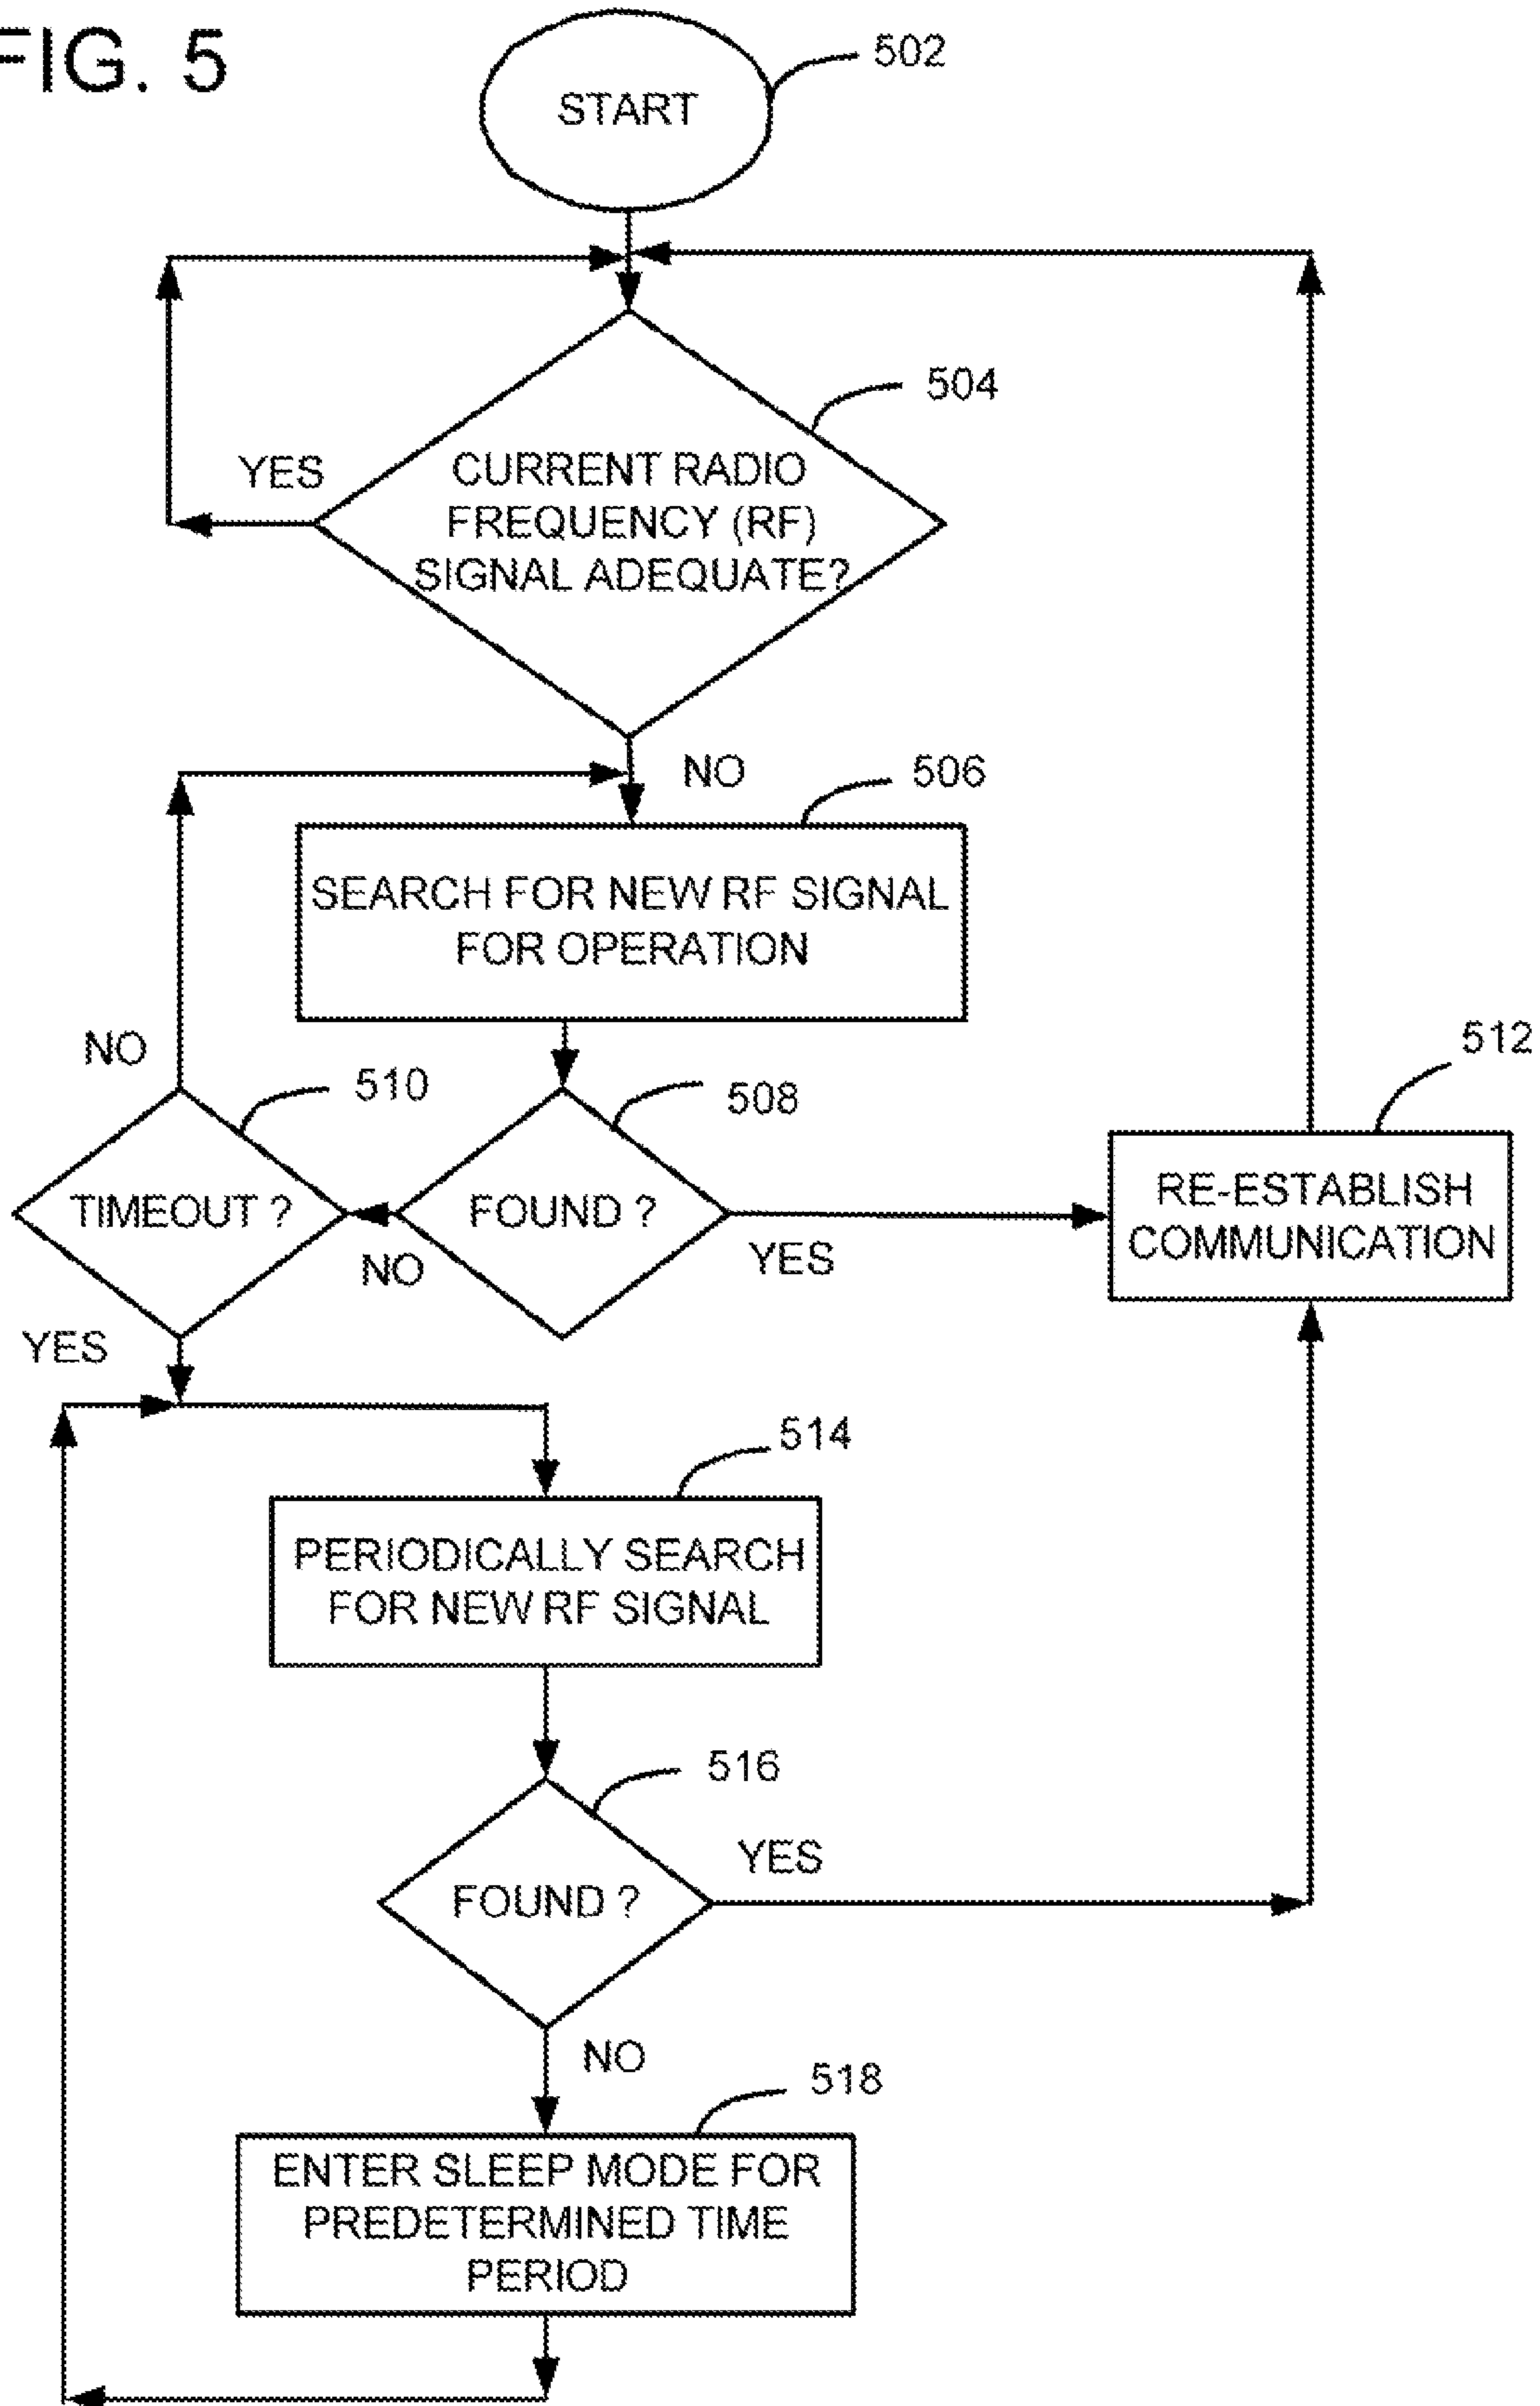 FIG. 5
START
502
504
YES
CURRENT RADIO
FREQUENCY (RF)
SIGNAL ADEQUATE?
NO
506
SEARCH FOR NEW RF SIGNAL
FOR OPERATION
NO
510
508
512
TIMEOUT ?
NO
FOUND ?
YES
RE-ESTABLISH
COMMUNICATION
YES
514
PERIODICALLY SEARCH
FOR NEW RF SIGNAL
516
FOUND ?
YES
NO
518
ENTER SLEEP MODE FOR
PREDETERMINED TIME
PERIOD